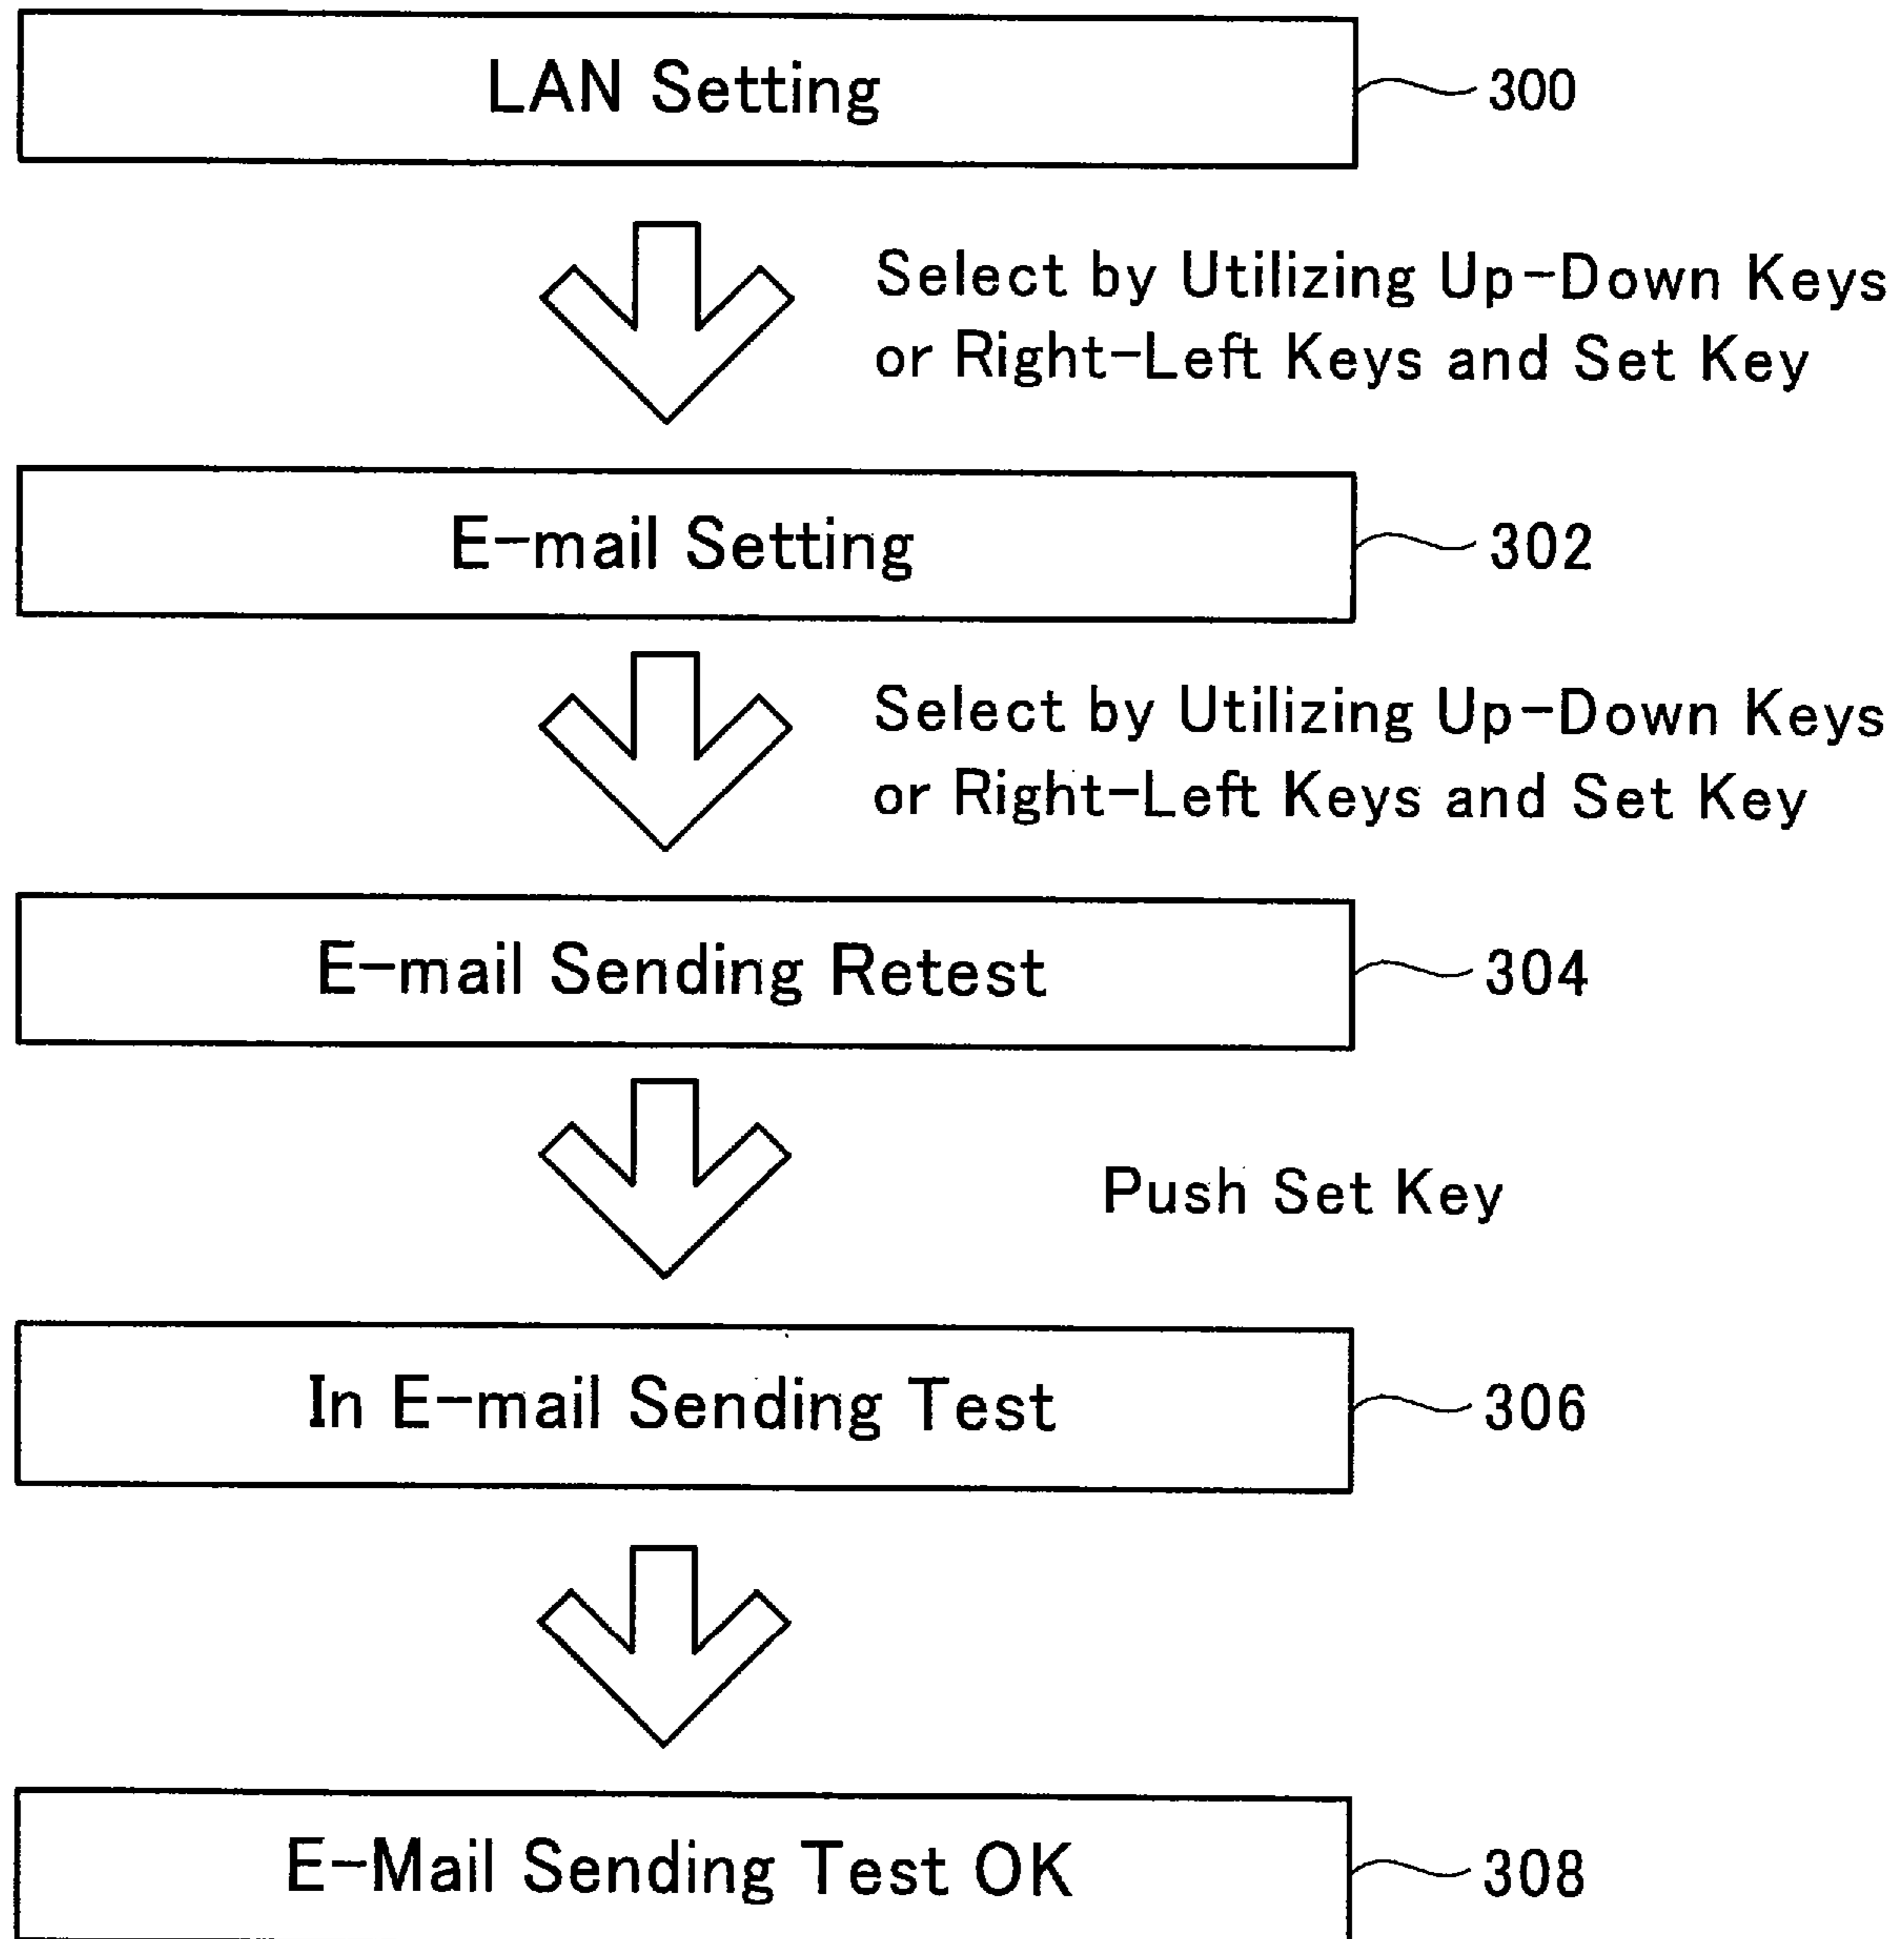 LAN Setting
300
Select by Utilizing Up-Down Keys
or Right-Left Keys and Set Key
E-mail Setting
302
Select by Utilizing Up-Down Keys
or Right-Left Keys and Set Key
E-mail Sending Retest
304
Push Set Key
In E-mail Sending Test
306
E-Mail Sending Test OK
308